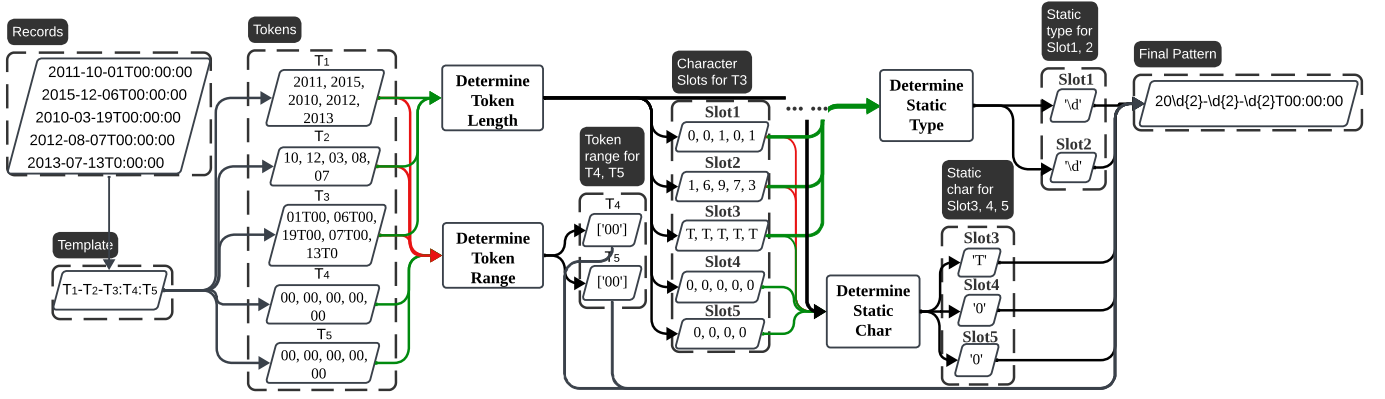 Records
2011-10-01T00:00:00
2015-12-06T00:00:00
2010-03-19T00:00:00
2012-08-07T00:00:00
2013-07-13T0:00:00
Template
T1-T2-T3:T4:T5
Tokens
T1
2011, 2015,
2010, 2012,
2013
T2
10, 12, 03, 08,
07
T3
01T00, 06T00,
19T00, 07T00,
13T0
T4
00, 00, 00, 00,
00
T5
00, 00, 00, 00,
00
Determine
Token
Length
Determine
Token
Range
Token
range for
T4, T5
T4
['00']
T5
['00']
Character
Slots for T3
Slot1
0, 0, 1, 0, 1
Slot2
1, 6, 9, 7, 3
Slot3
T, T, T, T, T
Slot4
0, 0, 0, 0, 0
Slot5
0, 0, 0, 0
Determine
Static
Type
Determine
Static
Char
Static
type for
Slot1, 2
Slot1
'\d'
Slot2
'\d'
Static
char for
Slot3, 4, 5
Slot3
'T'
Slot4
'0'
Slot5
'0'
Final Pattern
20\d{2}-\d{2}-\d{2}T00:00:00